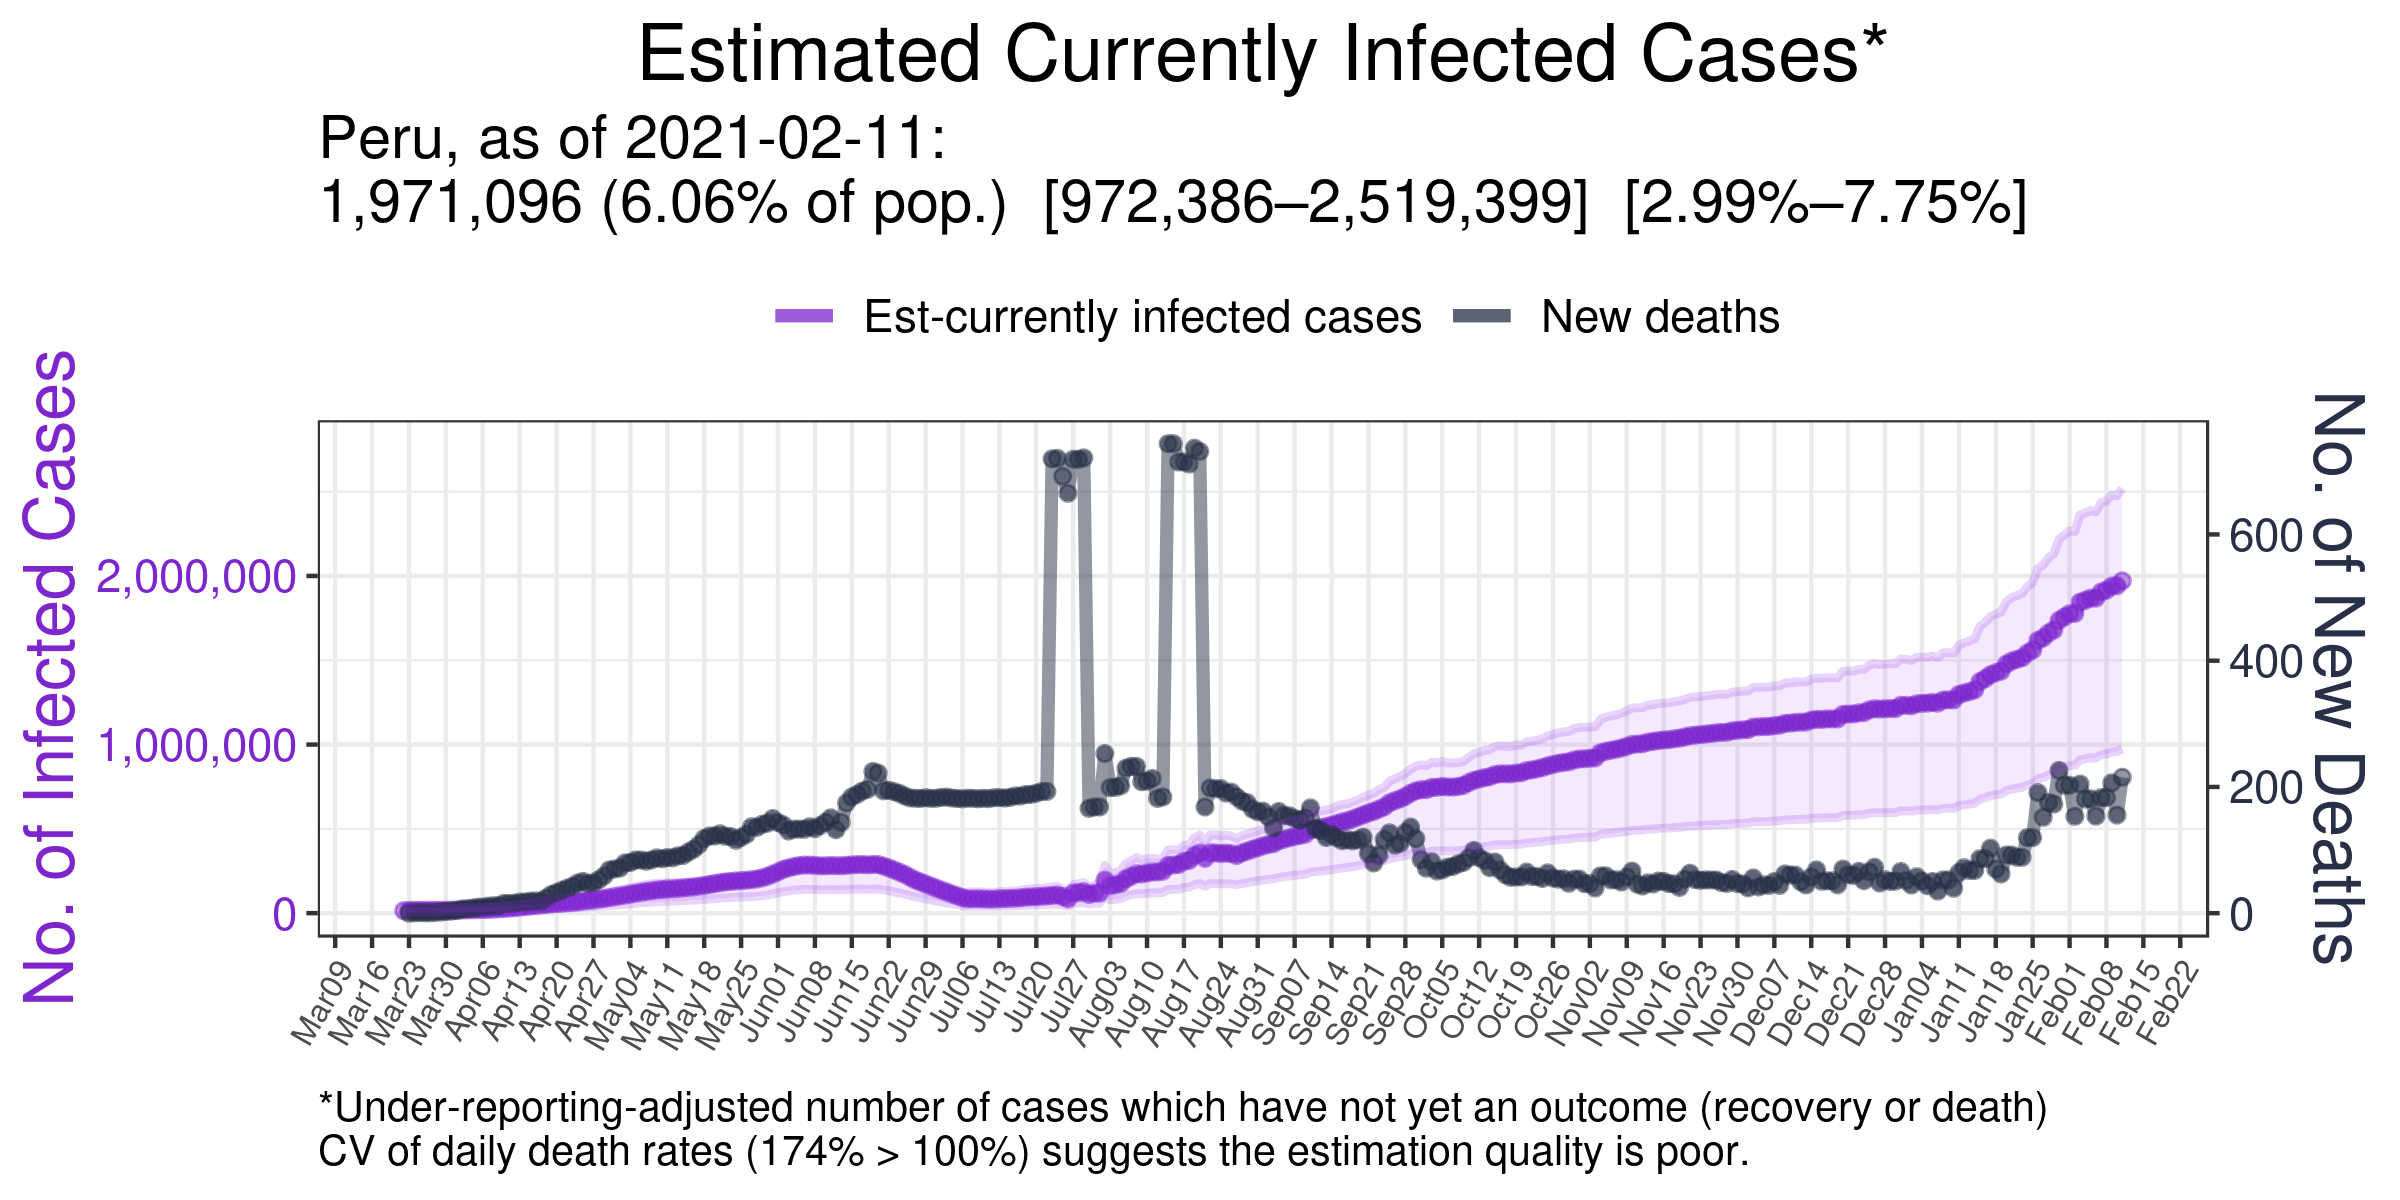 Estimated Currently Infected Cases*
Peru, as of 2021-02-11:
1,971,096 (6.06% of pop.) [972,386–2,519,399] [2.99%–7.75%]
Est-currently infected cases New deaths
No. of Infected Cases
2,000,000
1,000,000
0
No. of New Deaths
600
400
200
0
Mar09 Mar16 Mar23 Mar30 Apr06 Apr13 Apr20 Apr27 May04 May11 May18 May25 Jun01 Jun08 Jun15 Jun22 Jun29 Jul06 Jul13 Jul20 Jul27 Aug03 Aug10 Aug17 Aug24 Aug31 Sep07 Sep14 Sep21 Sep28 Oct05 Oct12 Oct19 Oct26 Nov02 Nov09 Nov16 Nov23 Nov30 Dec07 Dec14 Dec21 Dec28 Jan04 Jan11 Jan18 Jan25 Feb01 Feb08 Feb15 Feb22
*Under-reporting-adjusted number of cases which have not yet an outcome (recovery or death)
CV of daily death rates (174% > 100%) suggests the estimation quality is poor.